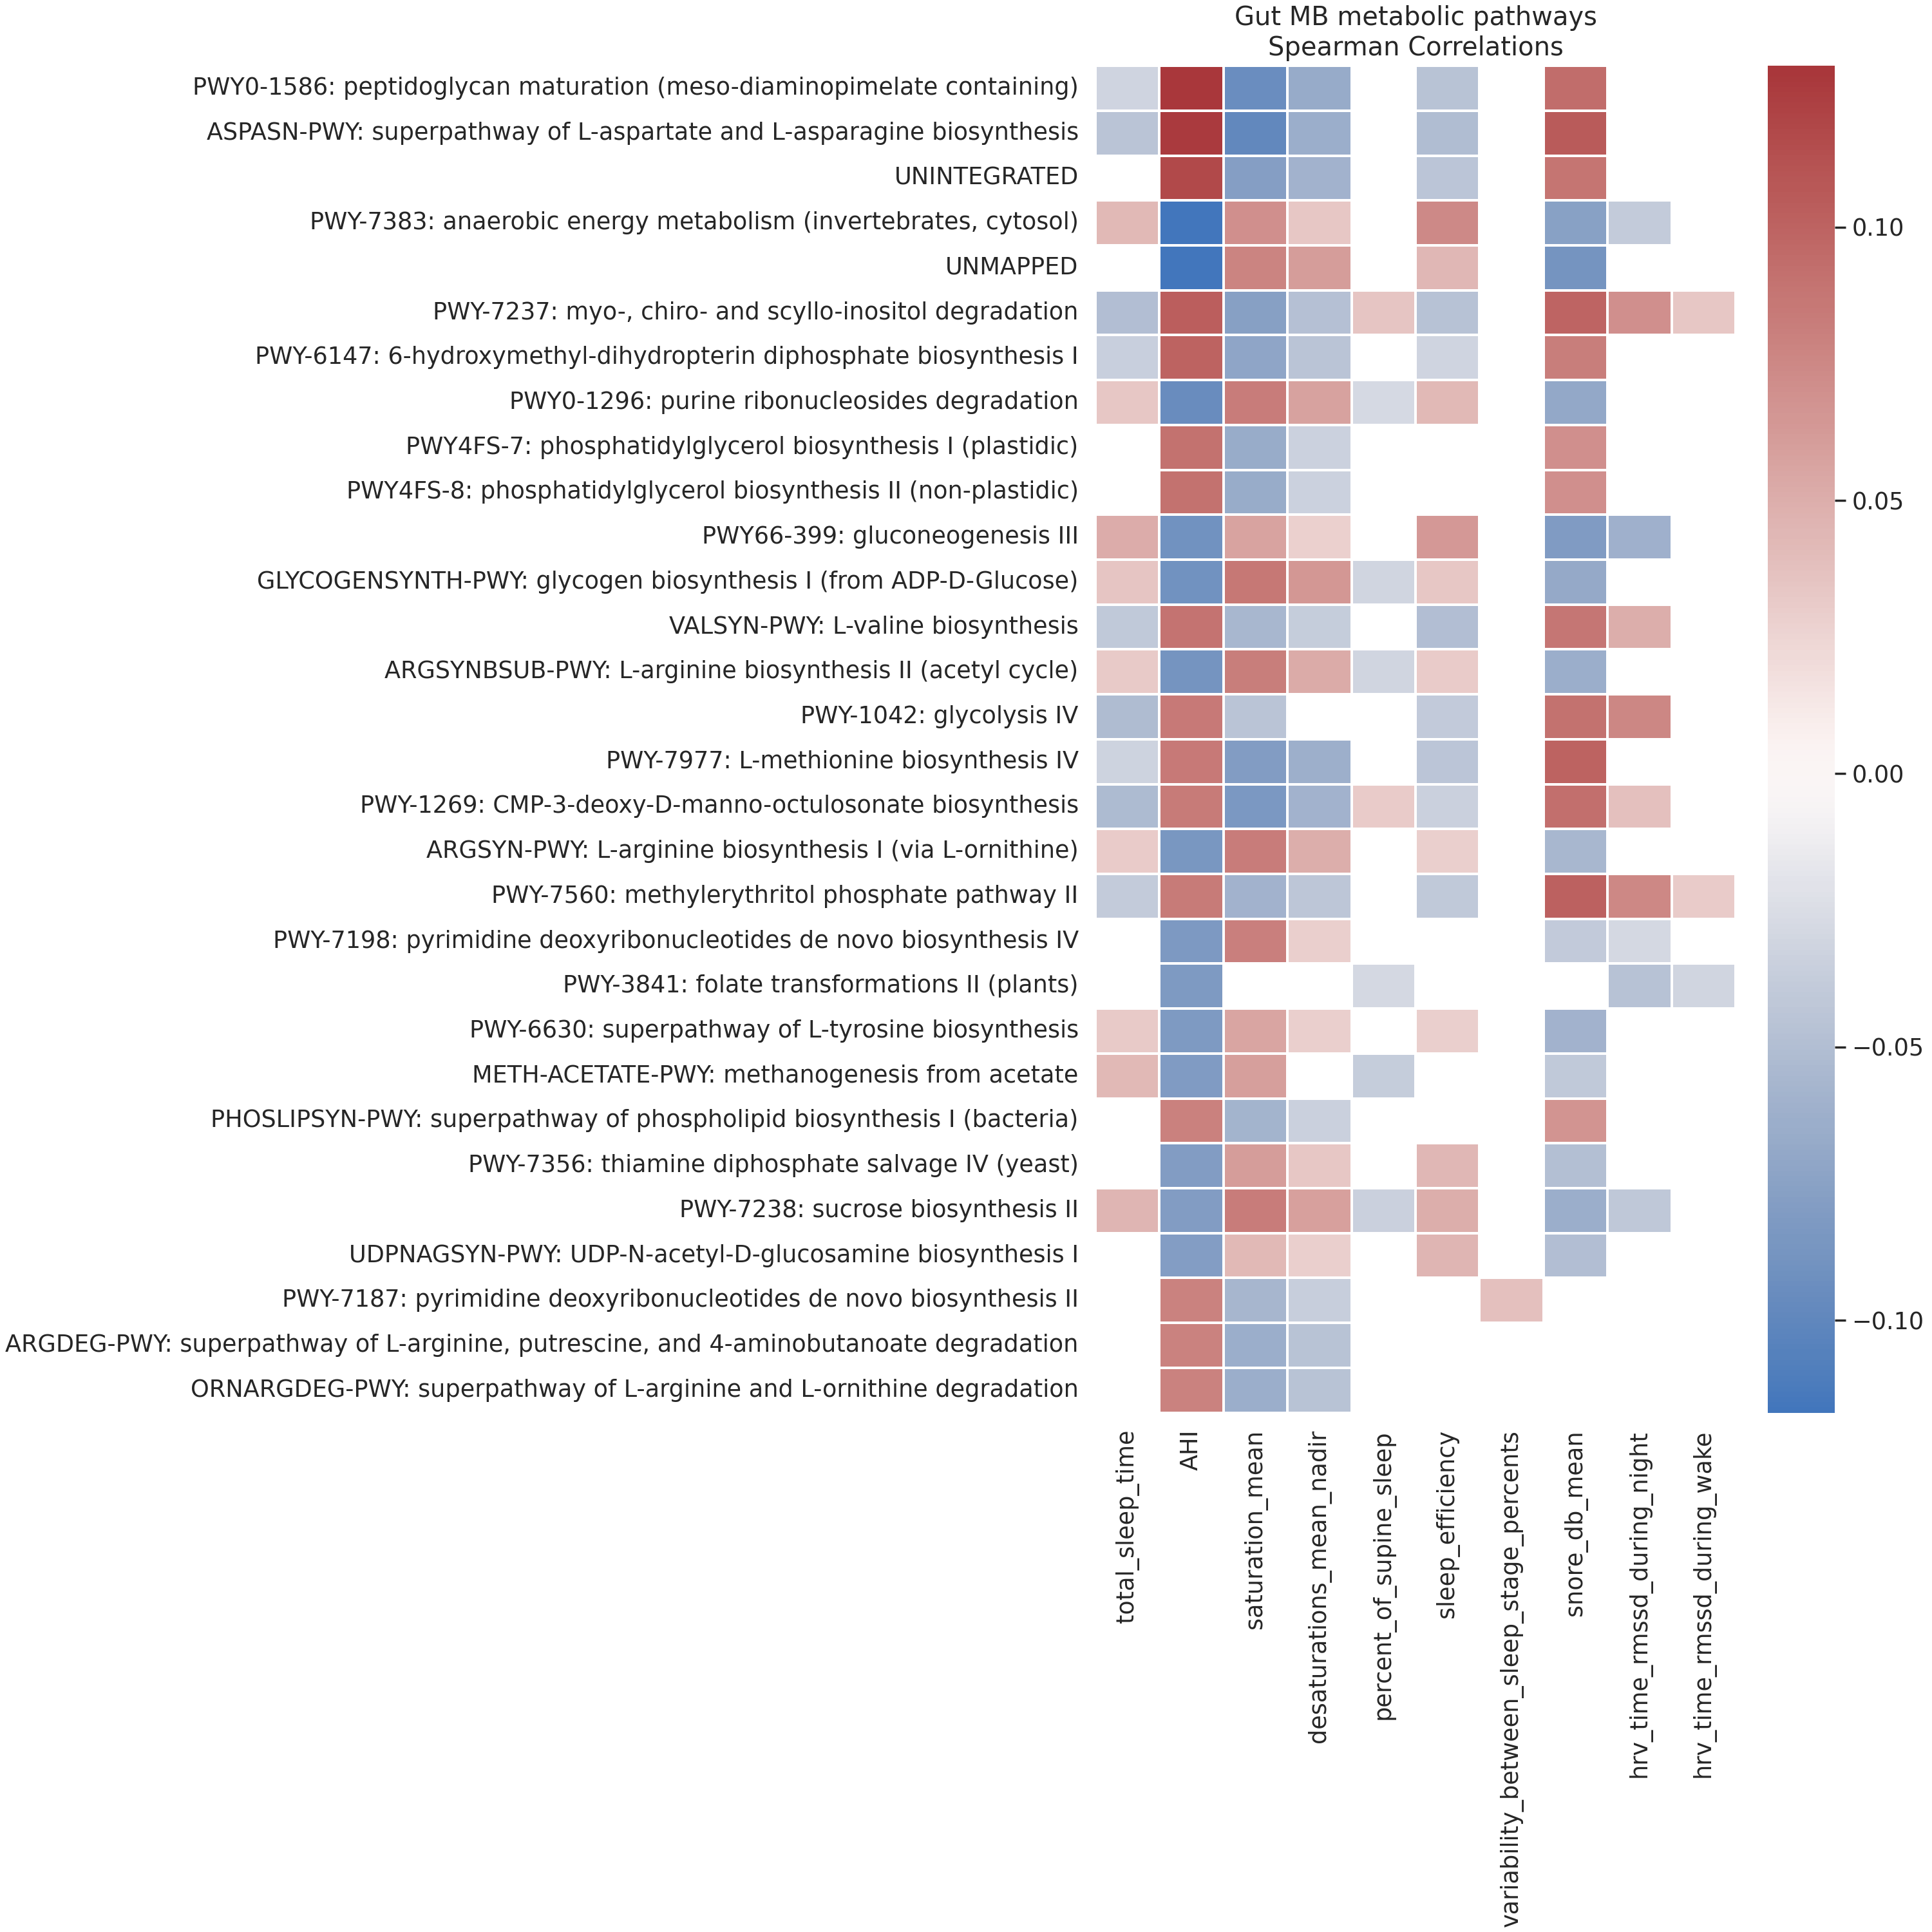 Gut MB metabolic pathways
Spearman Correlations
PWY0-1586: peptidoglycan maturation (meso-diaminopimelate containing)
ASPASN-PWY: superpathway of L-aspartate and L-asparagine biosynthesis
UNINTEGRATED
PWY-7383: anaerobic energy metabolism (invertebrates, cytosol)
UNMAPPED
PWY-7237: myo-, chiro- and scyllo-inositol degradation
PWY-6147: 6-hydroxymethyl-dihydropterin diphosphate biosynthesis I
PWY0-1296: purine ribonucleosides degradation
PWY4FS-7: phosphatidylglycerol biosynthesis I (plastidic)
PWY4FS-8: phosphatidylglycerol biosynthesis II (non-plastidic)
PWY66-399: gluconeogenesis III
GLYCOGENSYNTH-PWY: glycogen biosynthesis I (from ADP-D-Glucose)
VALSYN-PWY: L-valine biosynthesis
ARGSYNBSUB-PWY: L-arginine biosynthesis II (acetyl cycle)
PWY-1042: glycolysis IV
PWY-7977: L-methionine biosynthesis IV
PWY-1269: CMP-3-deoxy-D-manno-octulosonate biosynthesis
ARGSYN-PWY: L-arginine biosynthesis I (via L-ornithine)
PWY-7560: methylerythritol phosphate pathway II
PWY-7198: pyrimidine deoxyribonucleotides de novo biosynthesis IV
PWY-3841: folate transformations II (plants)
PWY-6630: superpathway of L-tyrosine biosynthesis
METH-ACETATE-PWY: methanogenesis from acetate
PHOSLIPSYN-PWY: superpathway of phospholipid biosynthesis I (bacteria)
PWY-7356: thiamine diphosphate salvage IV (yeast)
PWY-7238: sucrose biosynthesis II
UDPNAGSYN-PWY: UDP-N-acetyl-D-glucosamine biosynthesis I
PWY-7187: pyrimidine deoxyribonucleotides de novo biosynthesis II
ARGDEG-PWY: superpathway of L-arginine, putrescine, and 4-aminobutanoate degradation
ORNARGDEG-PWY: superpathway of L-arginine and L-ornithine degradation
total_sleep_time
AHI
saturation_mean
desaturations_mean_nadir
percent_of_supine_sleep
sleep_efficiency
variability_between_sleep_stage_percents
snore_db_mean
hrv_time_rmssd_during_night
hrv_time_rmssd_during_wake
0.10
0.05
0.00
−0.05
−0.10